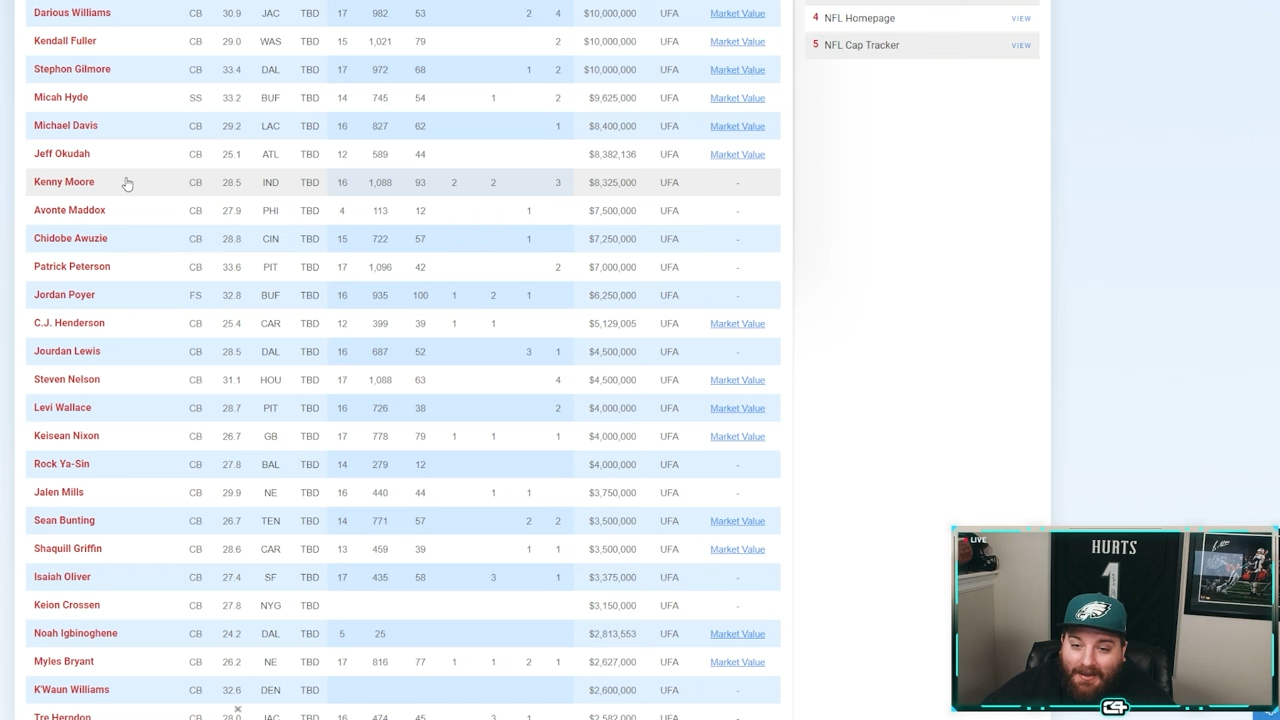 Darious Williams CB 30.9 JAC TBD 982 53 2 $10,000,000 UFA Market Value
4 NFL Homepage VIEW
Kendall Fuller CB 29.0 WAS TBD 1,021 79 2 $10,000,000 UFA Market Value
5 NFL Cap Tracker VIEW
Stephon Gilmore CB 33.4 DAL TBD 972 68 1 2 $10,000,000 UFA Market Value
Micah Hyde SS 33.2 BUF TBD 14 745 54 1 2 $9,625,000 UFA Market Value
Michael Davis CB 29.2 LAC TBD 16 827 62 1 $8,400,000 UFA Market Value
Jeff Okudah CB 25.1 ATL TBD 12 589 44 $8,382,136 UFA Market Value
Kenny Moore CB 28.5 IND TBD 16 1,088 93 2 2 3 $8,325,000 UFA -
Avonte Maddox CB 27.9 PHI TBD 4 113 12 1 $7,500,000 UFA -
Chidobe Awuzie CB 28.8 CIN TBD 15 722 57 1 $7,250,000 UFA -
Patrick Peterson CB 33.6 PIT TBD 17 1,096 42 2 $7,000,000 UFA -
Jordan Poyer FS 32.8 BUF TBD 16 935 100 1 2 1 $6,250,000 UFA -
C.J. Henderson CB 25.4 CAR TBD 12 399 39 1 $5,129,005 UFA Market Value
Jourdan Lewis CB 28.5 DAL TBD 16 687 52 3 1 $4,500,000 UFA -
Steven Nelson CB 31.1 HOU TBD 17 1,088 63 4 $4,500,000 UFA Market Value
Levi Wallace CB 28.7 PIT TBD 16 726 38 2 $4,000,000 UFA Market Value
Keisean Nixon CB 26.7 GB TBD 17 778 79 1 1 1 $4,000,000 UFA Market Value
Rock Ya-Sin CB 27.8 BAL TBD 14 279 12 $4,000,000 UFA -
Jalen Mills CB 29.9 NE TBD 16 440 44 1 1 $3,750,000 UFA -
Sean Bunting CB 26.7 TEN TBD 14 771 57 2 2 $3,500,000 UFA Market Value
Shaquill Griffin CB 28.6 CAR TBD 13 $3,500,000 UFA Market Value
Isaiah Oliver CB 27.4 SF TBD 17 435 58 1 3 1 $3,375,000 UFA -
Keion Crossen CB 27.8 NYG TBD $3,150,000 UFA -
Noah Igbinoghene CB 24.2 DAL TBD 5 $2,813,553 UFA Market Value
Myles Bryant CB 26.2 NE TBD 17 77 1 2 1 $2,627,000 UFA Market Value
K'Waun Williams CB 32.6 DEN TBD $2,600,000 UFA -
Tre Herndon
LIVE
HURTS
1